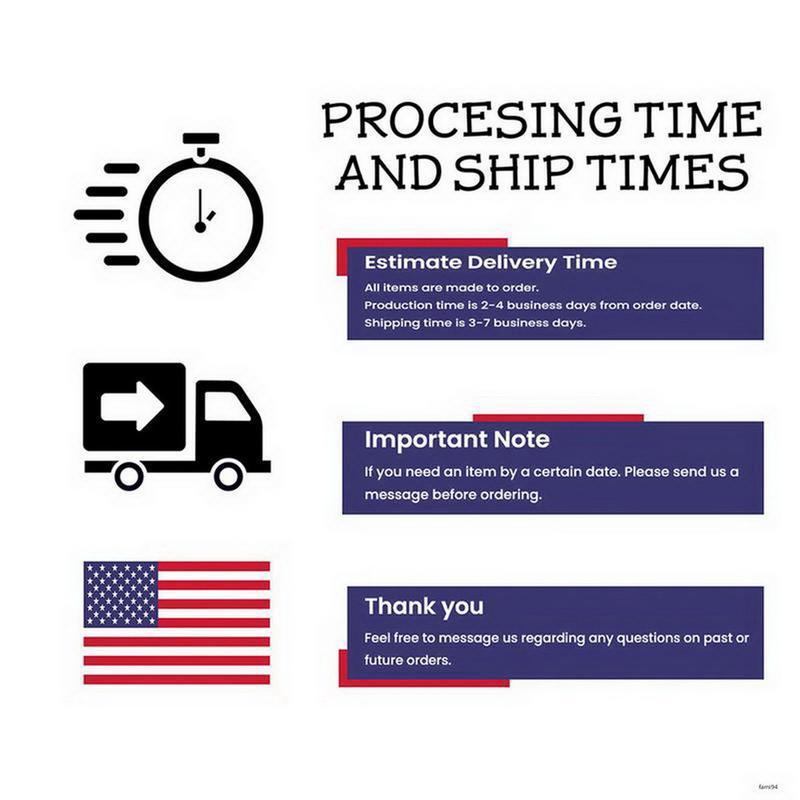 PROCESING TIME
AND SHIP TIMES
Estimate Delivery Time
All items are made to order.
Production time is 2-4 business days from order date.
Shipping time is 3-7 business days.
Important Note
If you need an item by a certain date. Please send us a
message before ordering.
Thank you
Feel free to message us regarding any questions on past or
future orders.
fami94